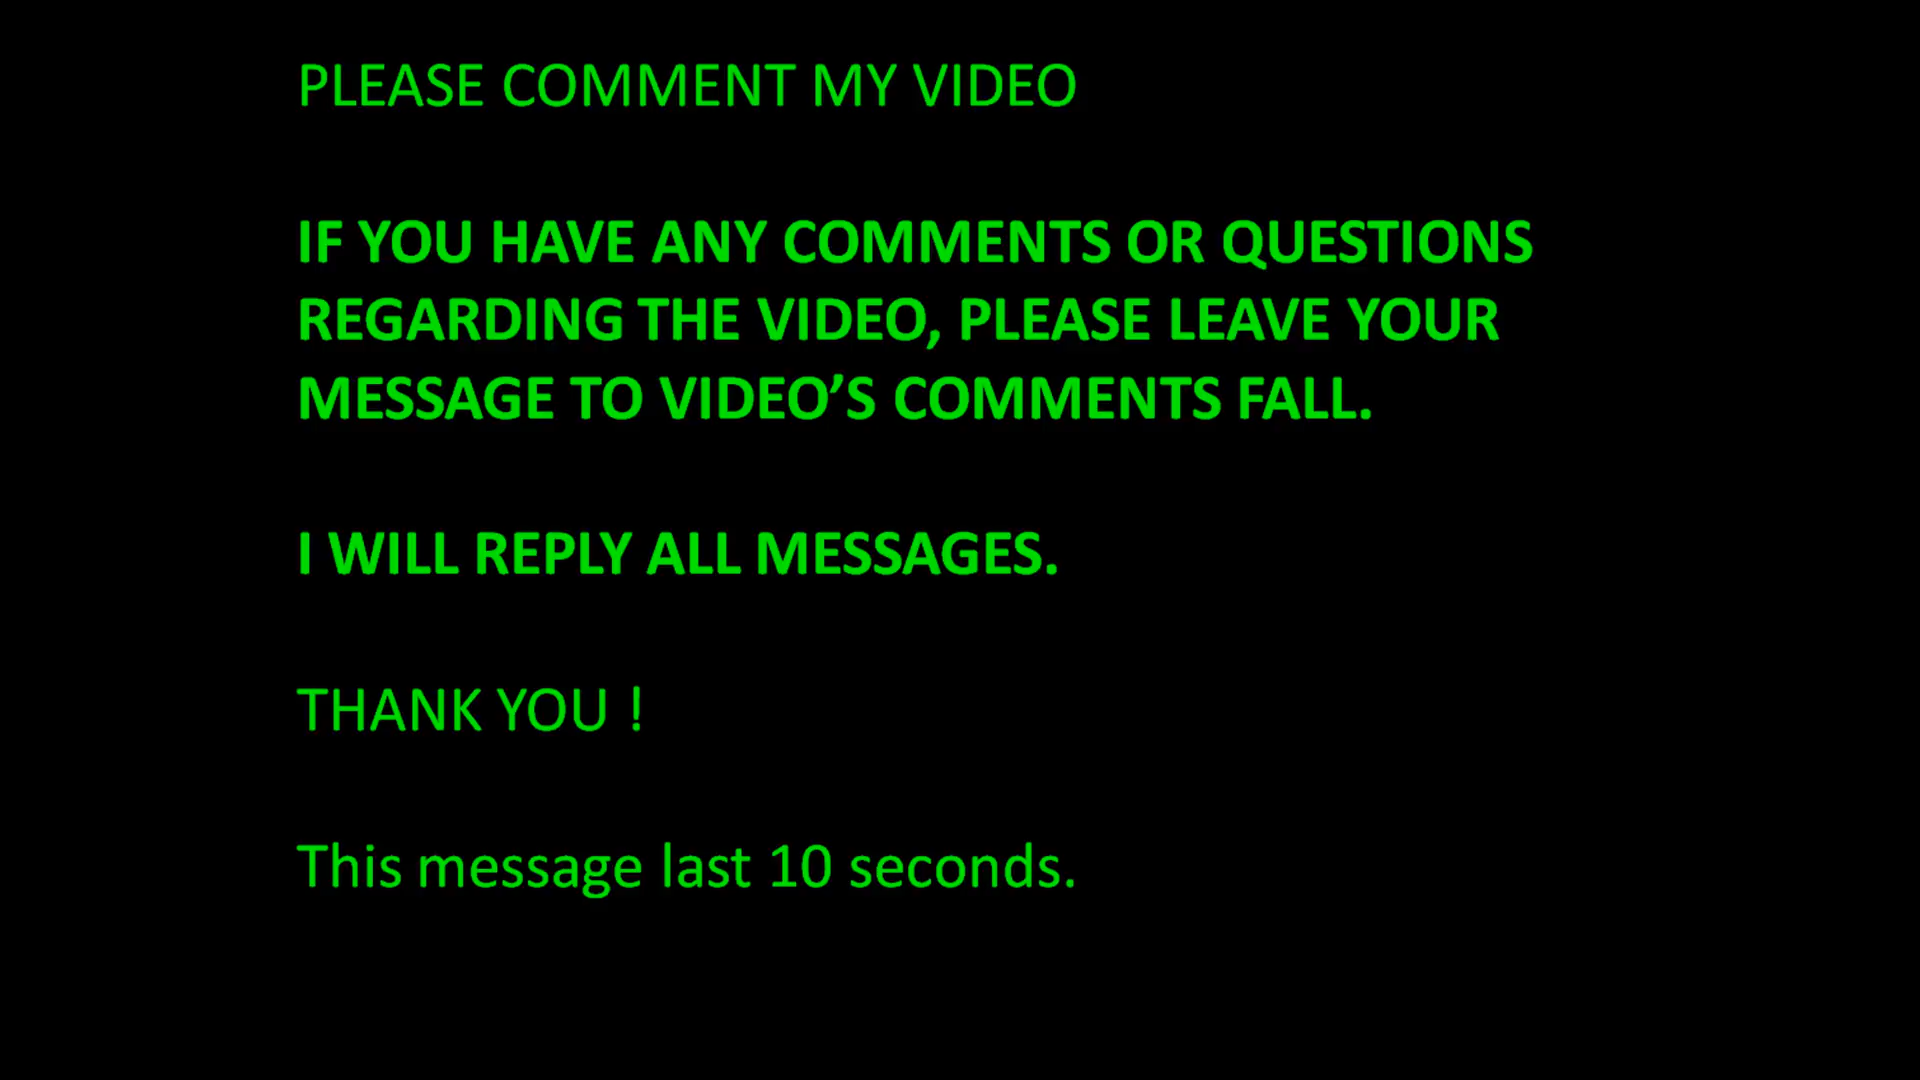 PLEASE COMMENT MY VIDEO
IF YOU HAVE ANY COMMENTS OR QUESTIONS
REGARDING THE VIDEO, PLEASE LEAVE YOUR
MESSAGE TO VIDEO’S COMMENTS FALL.
I WILL REPLY ALL MESSAGES.
THANK YOU !
This message last 10 seconds.